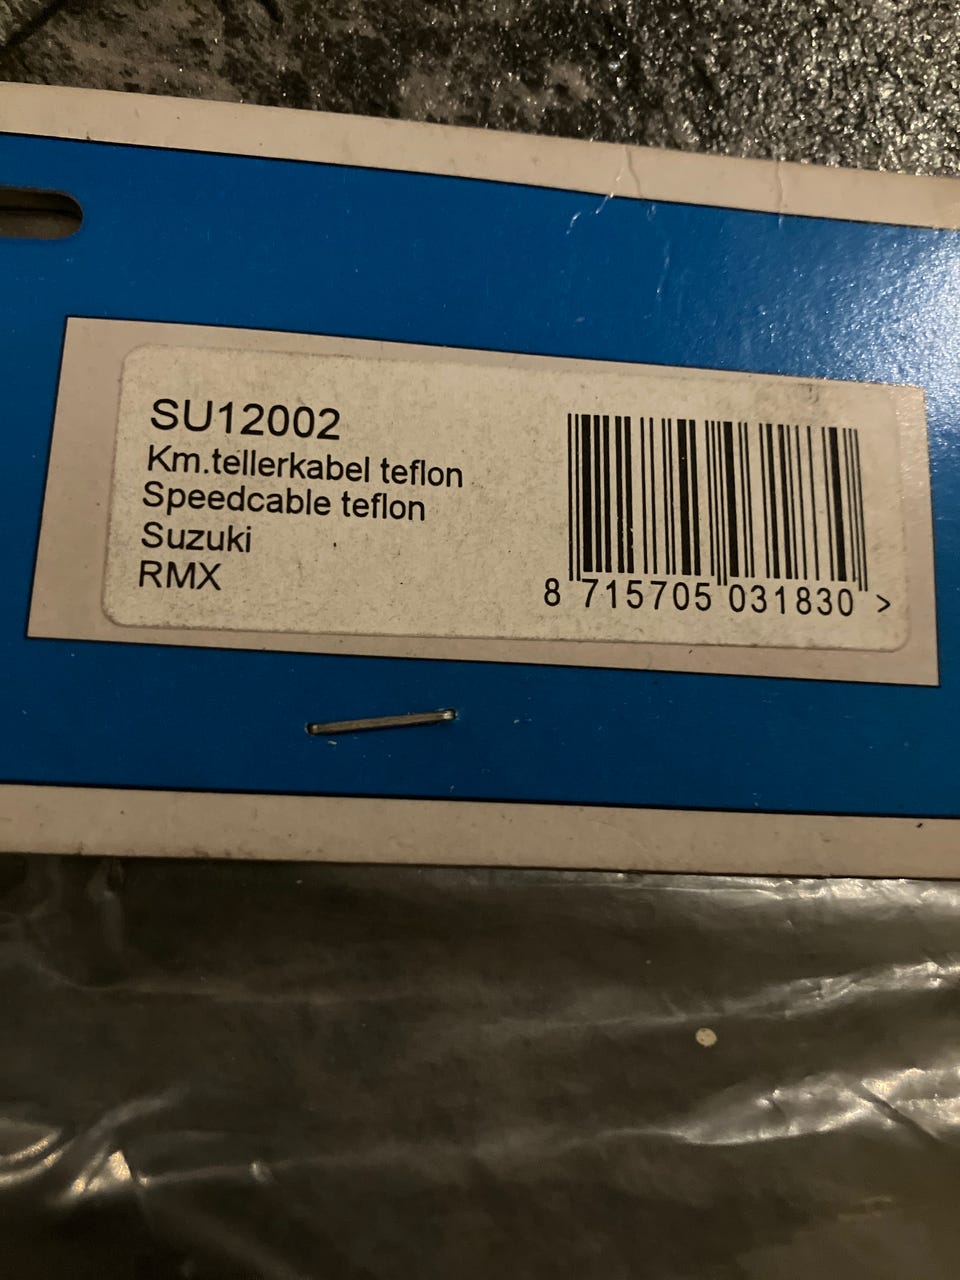 SU12002
Km.tellerkabel teflon
Speedcable teflon
Suzuki
RMX
8 715705 031830 >